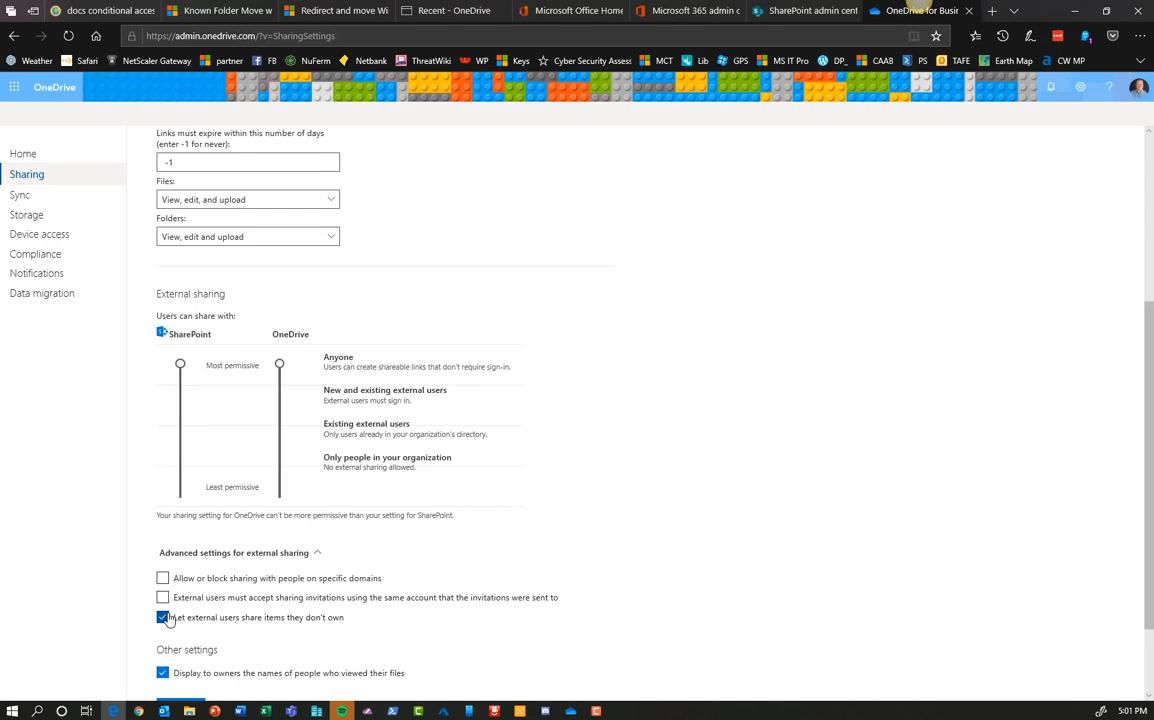 docs conditional acces
Known Folder Move w
Redirect and move Wi
Recent - OneDrive
Microsoft Office Home
Microsoft 365 admin c
SharePoint admin cent
OneDrive for Busin
https://admin.onedrive.com/?v=SharingSettings
Weather
Safari
NetScaler Gateway
partner
FB
NuFerm
Netbank
ThreatWiki
WP
Keys
Cyber Security Assess
MCT
Lib
GPS
MS IT Pro
DP_
CAAB
PS
TAFE
Earth Map
CW MP
OneDrive
Home
Sharing
Sync
Storage
Device access
Compliance
Notifications
Data migration
Links must expire within this number of days
(enter -1 for never):
-1
Files:
View, edit, and upload
Folders:
View, edit and upload
External sharing
Users can share with:
SharePoint
OneDrive
Most permissive
Least permissive
Anyone
Users can create shareable links that don't require sign-in.
New and existing external users
External users must sign in.
Existing external users
Only users already in your organization's directory.
Only people in your organization
No external sharing allowed.
Your sharing setting for OneDrive can't be more permissive than your setting for SharePoint.
Advanced settings for external sharing
Allow or block sharing with people on specific domains
External users must accept sharing invitations using the same account that the invitations were sent to
Let external users share items they don't own
Other settings
Display to owners the names of people who viewed their files
5:01 PM